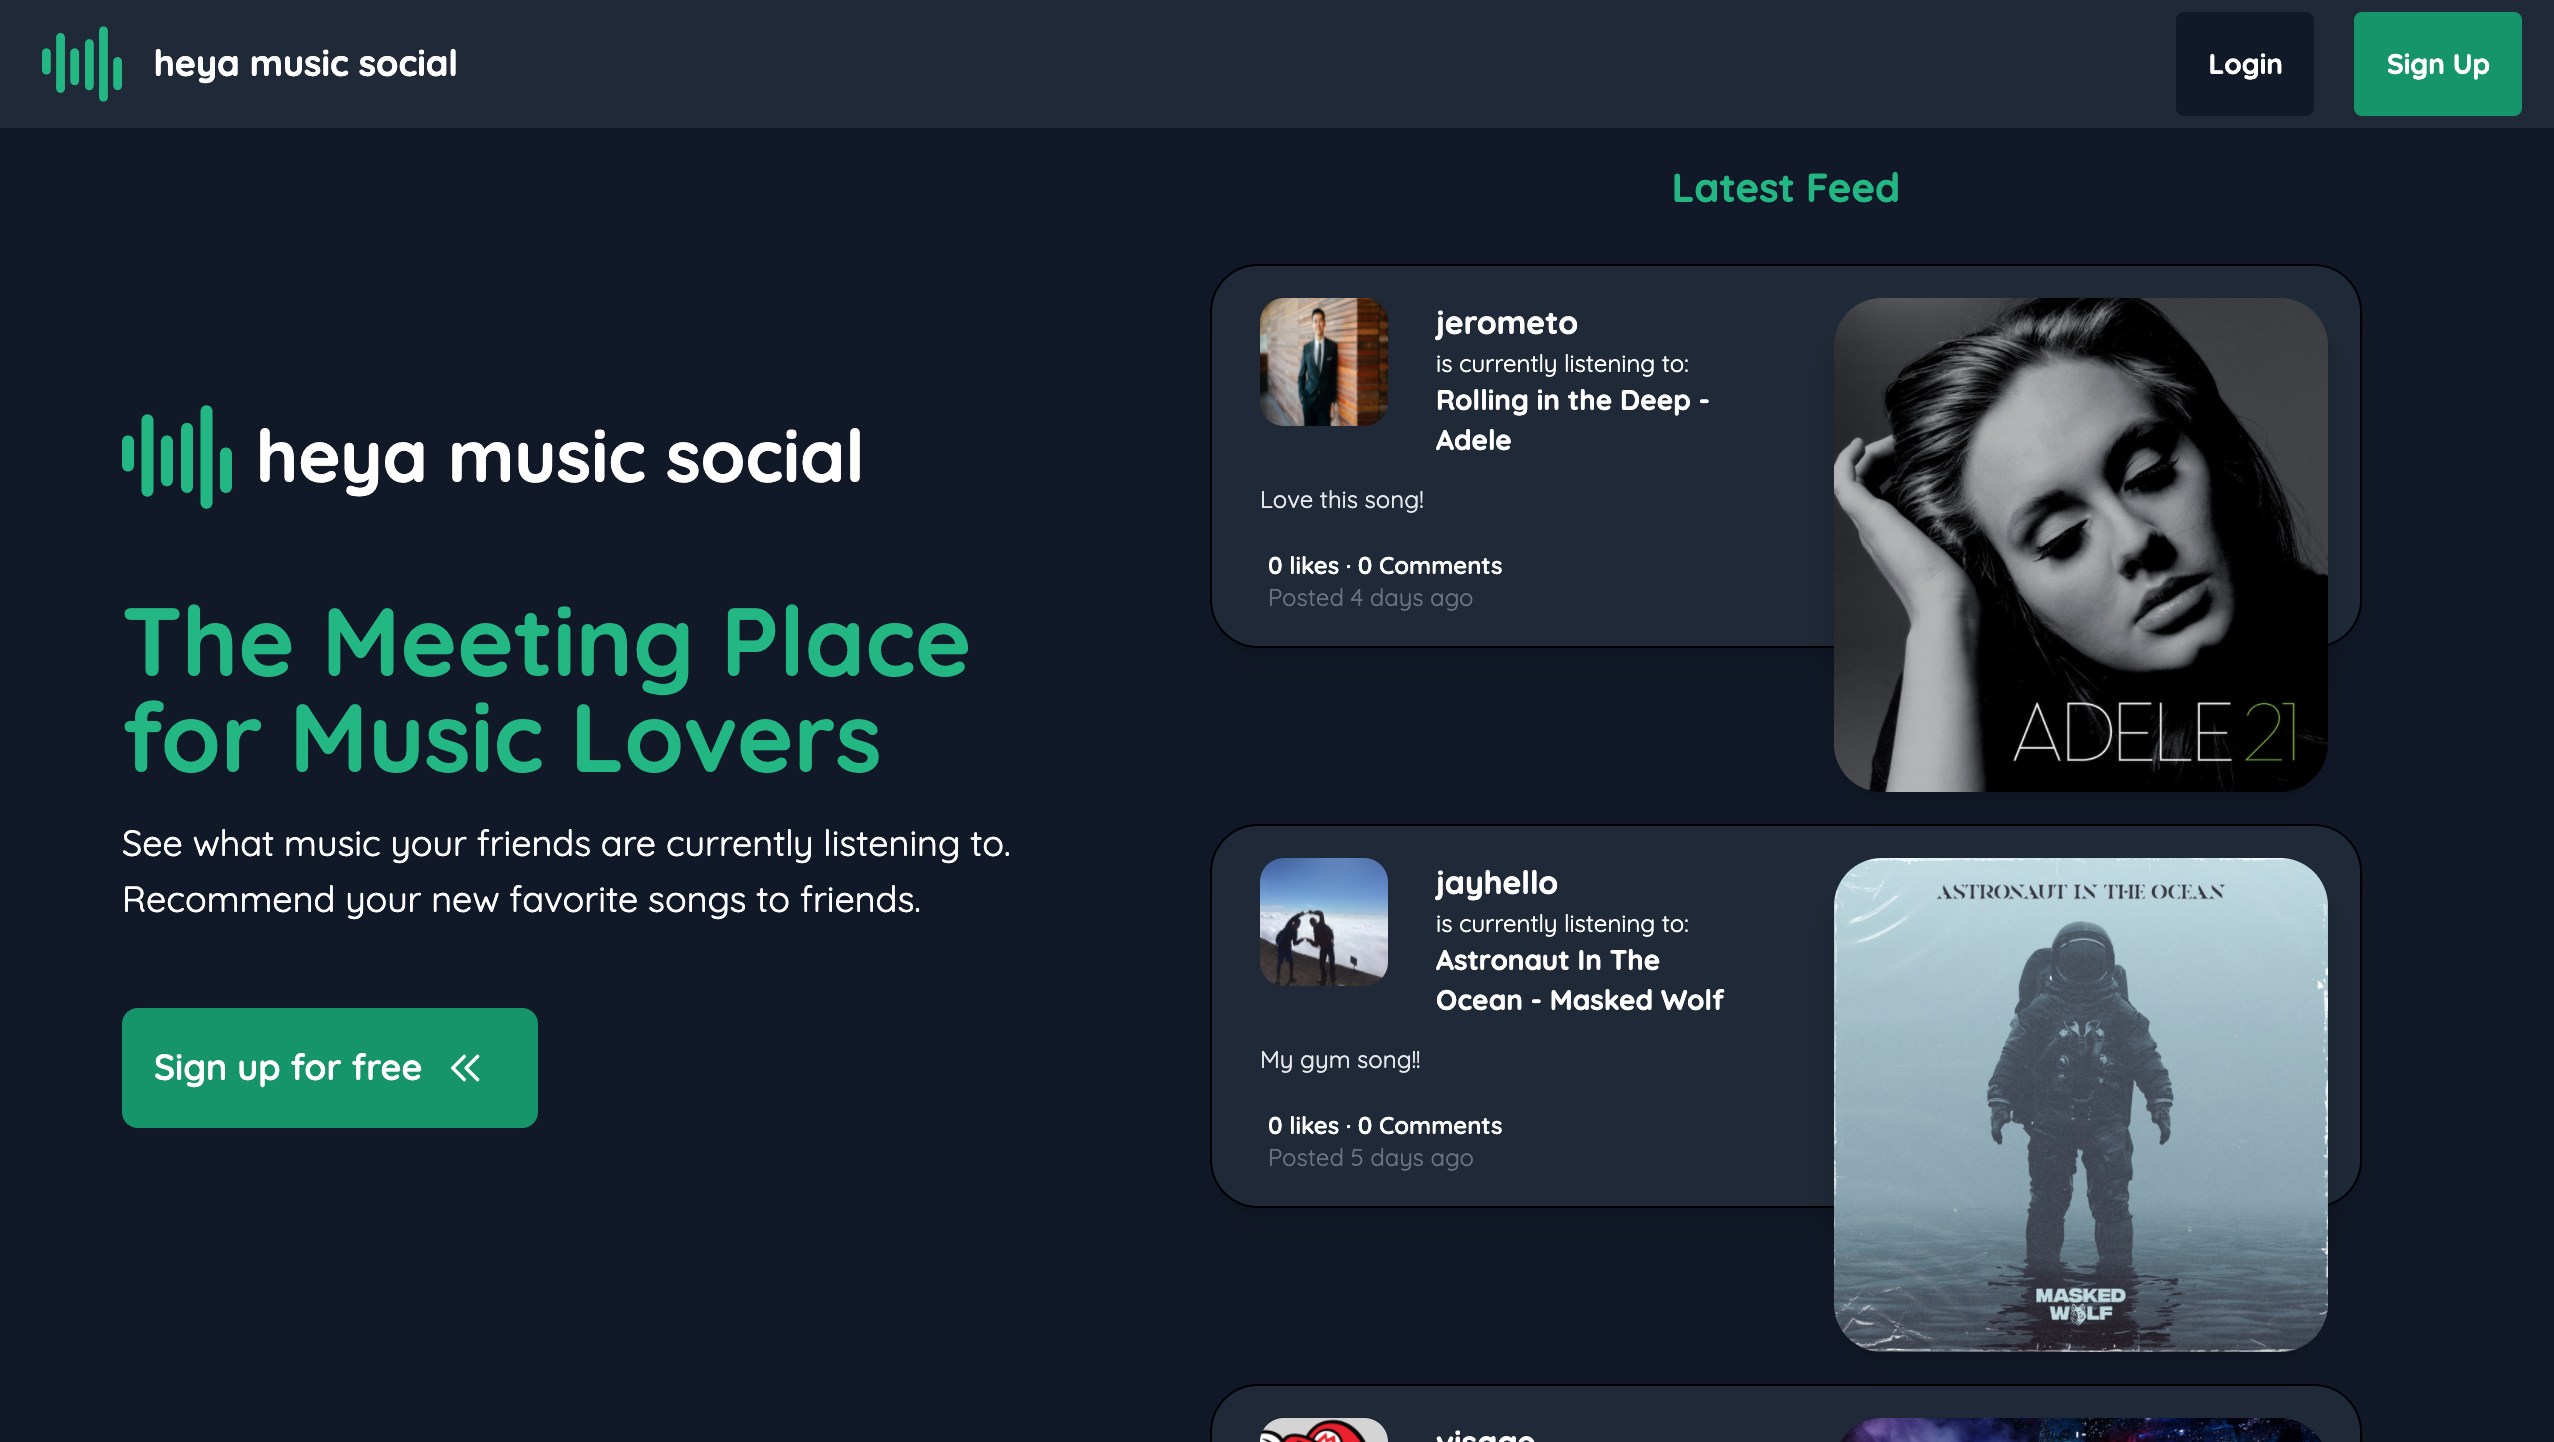 heya music social
Login
Sign Up
heya music social
The Meeting Place
for Music Lovers
See what music your friends are currently listening to.
Recommend your new favorite songs to friends.
Sign up for free
Latest Feed
jerometo
is currently listening to:
Rolling in the Deep -
Adele
Love this song!
0 likes · 0 Comments
Posted 4 days ago
ADELE 21
jayhello
is currently listening to:
Astronaut In The
Ocean - Masked Wolf
My gym song!!
0 likes · 0 Comments
Posted 5 days ago
ASTRONAUT IN THE OCEAN
MASKED
WOLF